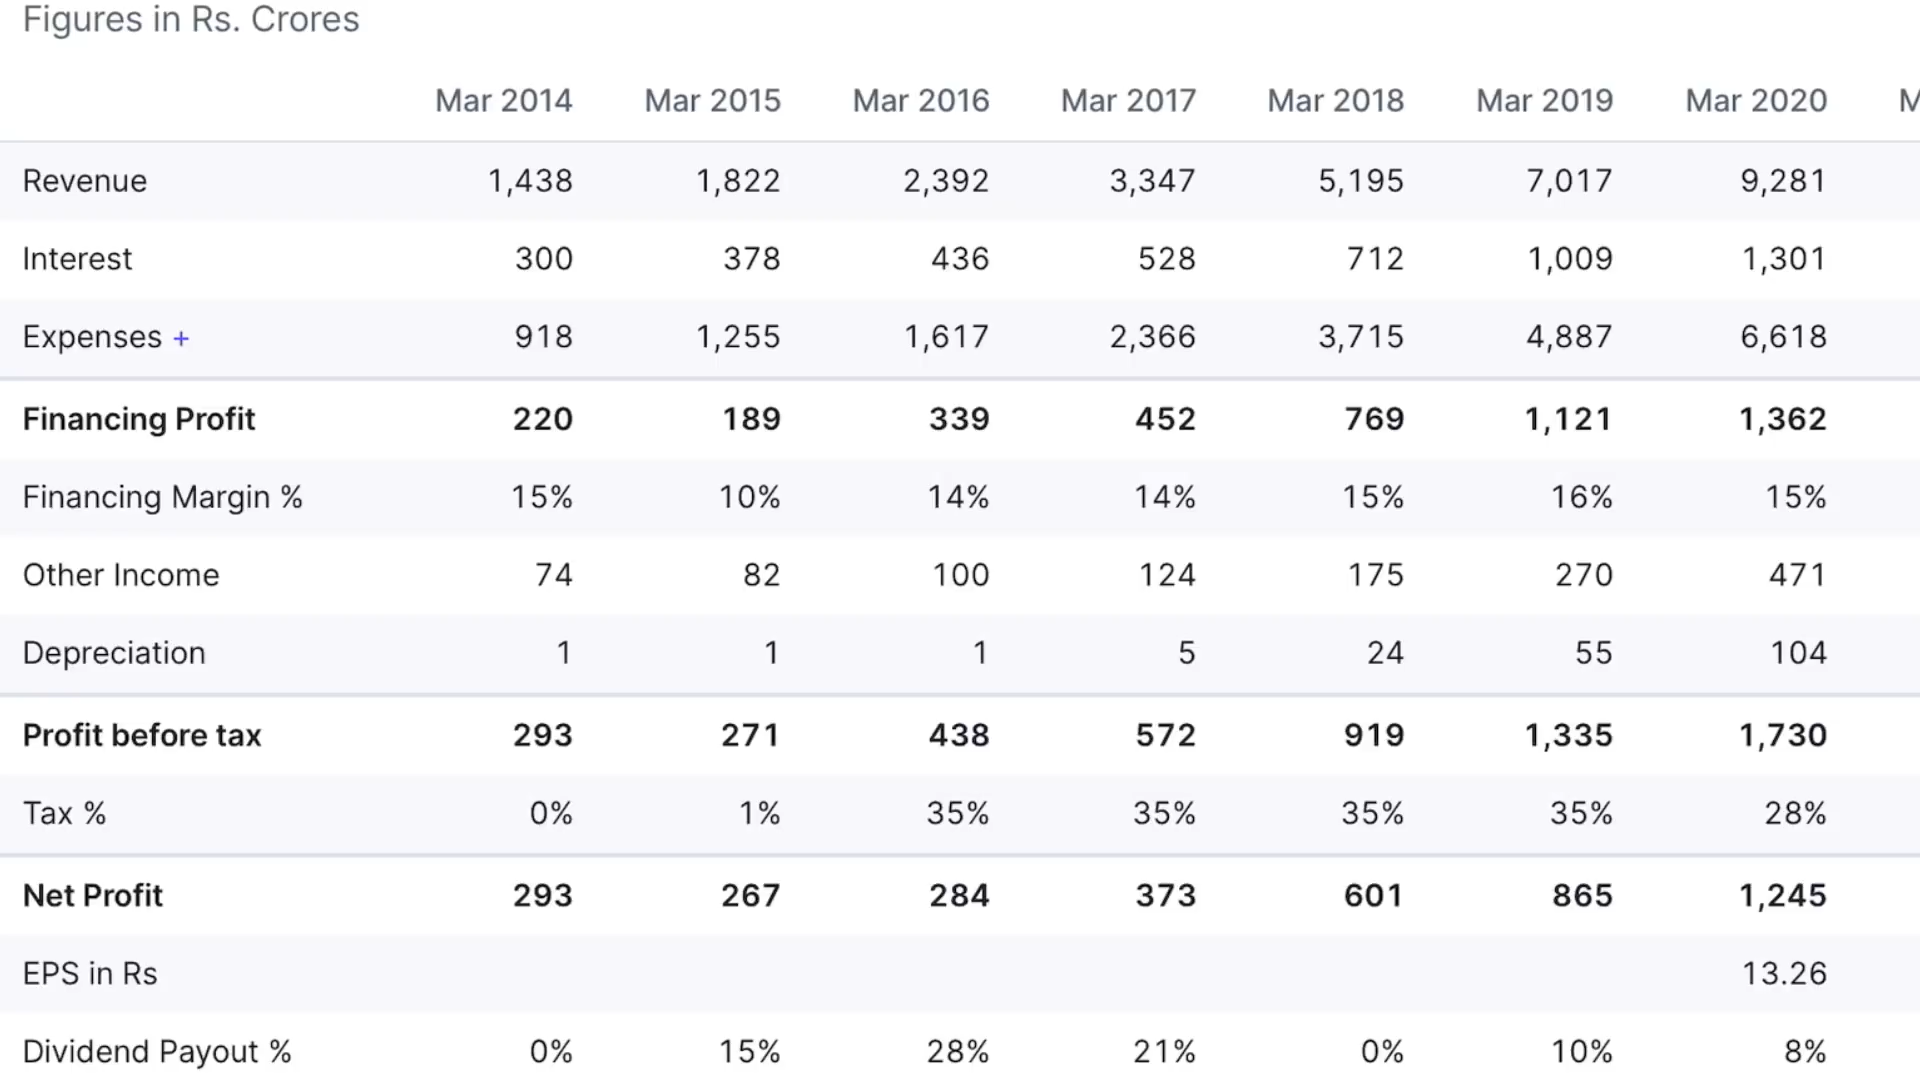 Figures in Rs. Crores
Mar 2014 Mar 2015 Mar 2016 Mar 2017 Mar 2018 Mar 2019 Mar 2020 M
Revenue 1,438 1,822 2,392 3,347 5,195 7,017 9,281
Interest 300 378 436 528 712 1,009 1,301
Expenses + 918 1,255 1,617 2,366 3,715 4,887 6,618
Financing Profit 220 189 339 452 769 1,121 1,362
Financing Margin % 15% 10% 14% 14% 15% 16% 15%
Other Income 74 82 100 124 175 270 471
Depreciation 1 1 1 5 24 55 104
Profit before tax 293 271 438 572 919 1,335 1,730
Tax % 0% 1% 35% 35% 35% 35% 28%
Net Profit 293 267 284 373 601 865 1,245
EPS in Rs 13.26
Dividend Payout % 0% 15% 28% 21% 0% 10% 8%